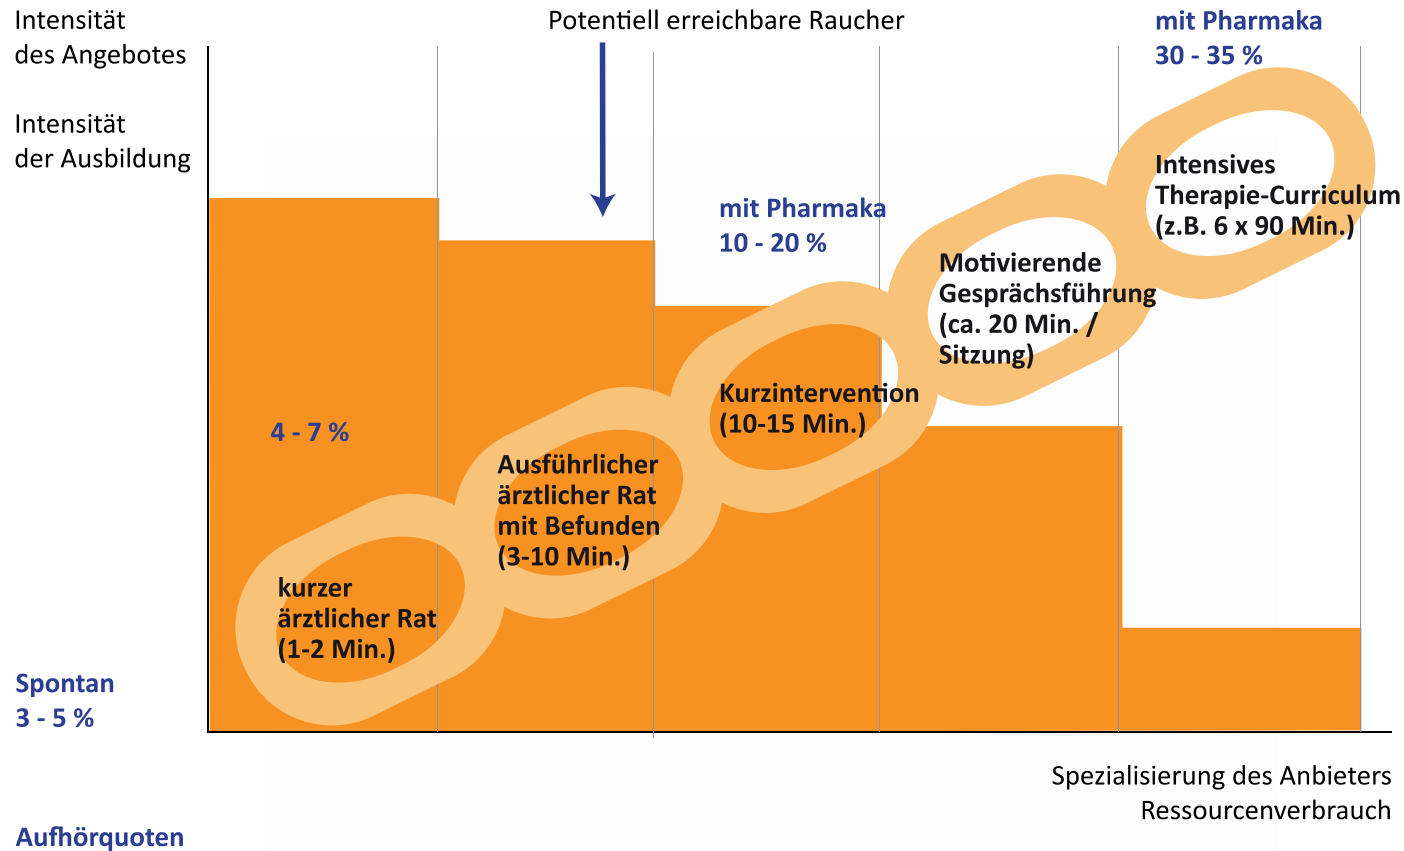 Intensität
des Angebotes
Intensität
der Ausbildung
Potentiell erreichbare Raucher
mit Pharmaka
30 - 35 %
Intensives
Therapie-Curriculum
(z.B. 6 x 90 Min.)
mit Pharmaka
10 - 20 %
Motivierende
Gesprächsführung
(ca. 20 Min. /
Sitzung)
Kurzintervention
(10-15 Min.)
4 - 7 %
Ausführlicher
ärztlicher Rat
mit Befunden
(3-10 Min.)
kurzer
ärztlicher Rat
(1-2 Min.)
Spontan
3 - 5 %
Spezialisierung des Anbieters
Ressourcenverbrauch
Aufhörquoten